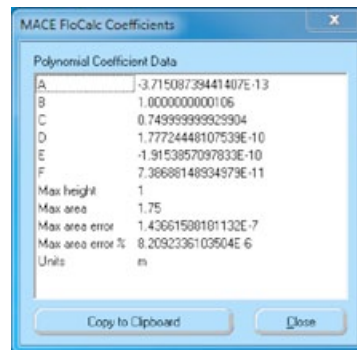 MACE FloCalc Coefficients
Polynomial Coefficient Data
A -3.71508739441407E-13
B 1.0000000000106
C 0.749999999929904
D 1.77724448107539E-10
E -1.9153857097833E-10
F 7.38688148934979E-11
Max height 1
Max area 1.75
Max area error 1.43661588181132E-7
Max area error % 8.2092336103504E-6
Units m
Copy to Clipboard Close